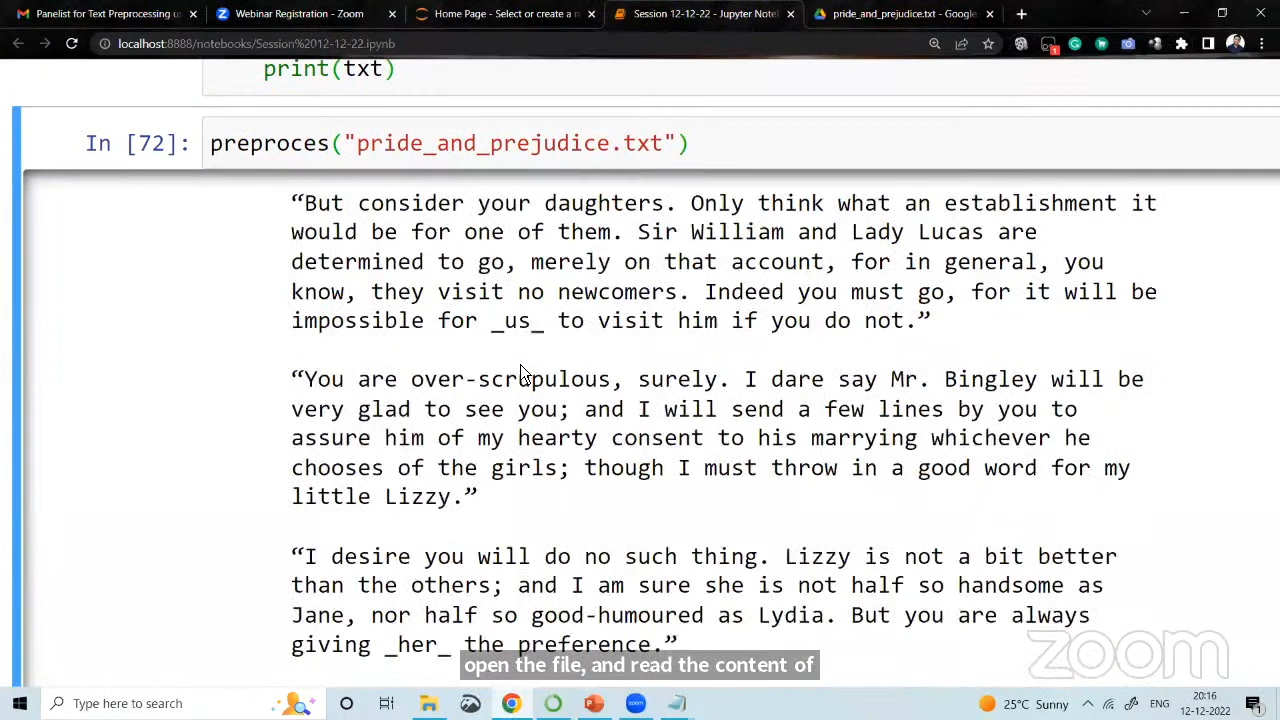 Panelist for Text Preprocessing u
Webinar Registration - Zoom
Home Page - Select or create a n
Session 12-12-22 - Jupyter Note
pride_and_prejudice.txt - Google
localhost:8888/notebooks/Session%2012-12-22.ipynb
print(txt)
In [72]: preproces("pride_and_prejudice.txt")
“But consider your daughters. Only think what an establishment it
would be for one of them. Sir William and Lady Lucas are
determined to go, merely on that account, for in general, you
know, they visit no newcomers. Indeed you must go, for it will be
impossible for _us_ to visit him if you do not.”
“You are over-scrupulous, surely. I dare say Mr. Bingley will be
very glad to see you; and I will send a few lines by you to
assure him of my hearty consent to his marrying whichever he
chooses of the girls; though I must throw in a good word for my
little Lizzy.”
“I desire you will do no such thing. Lizzy is not a bit better
than the others; and I am sure she is not half so handsome as
Jane, nor half so good-humoured as Lydia. But you are always
giving _her_ the preference.”
open the file, and read the content of
zoom
Type here to search
25°C Sunny
ENG
20:16
12-12-2022